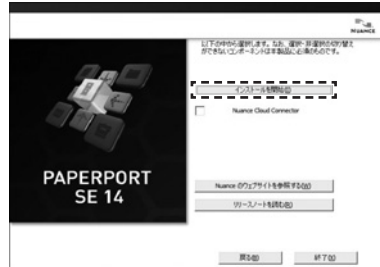 NUANCE
以下の中から選択します。なお、選択・非選択の切り替え
ができないコンポーネントは本製品に必須のものです。
インストールを開始(I)
Nuance Cloud Connector
PAPERPORT
SE 14
Nuance のウェブサイトを参照する(W)
リリースノートを読む(R)
戻る(B)
終了(X)